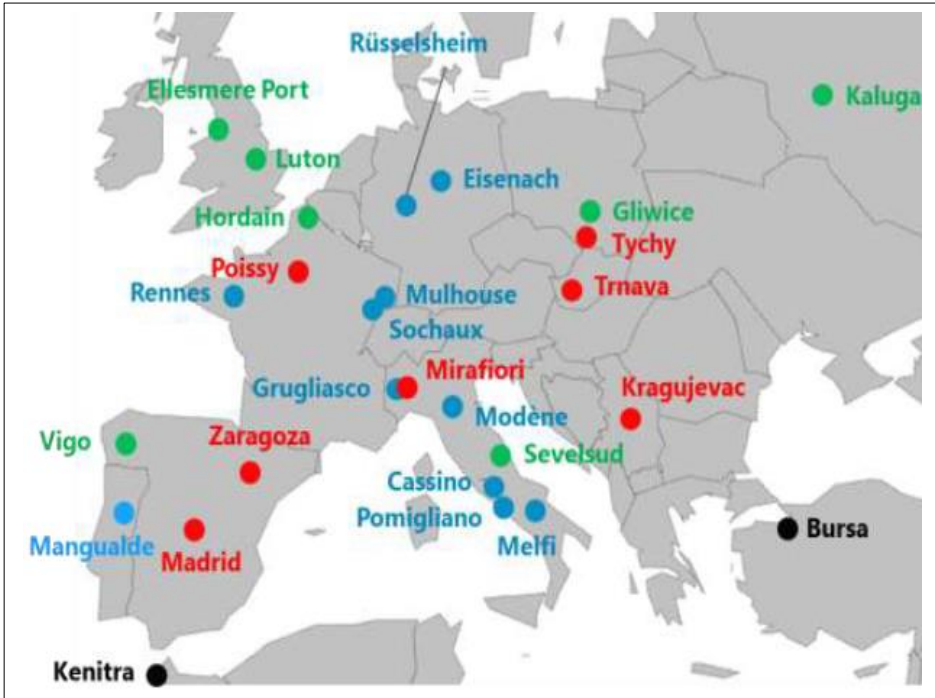 Rüsselsheim
Ellesmere Port
Kaluga
Luton
Eisenach
Hordain
Gliwice
Tychy
Poissy
Rennes
Mulhouse
Trnava
Sochaux
Mirafiori
Grugliasco
Kragujevac
Modène
Vigo
Zaragoza
Sevelsud
Cassino
Pomigliano
Bursa
Mangualde
Melfi
Madrid
Kenitra